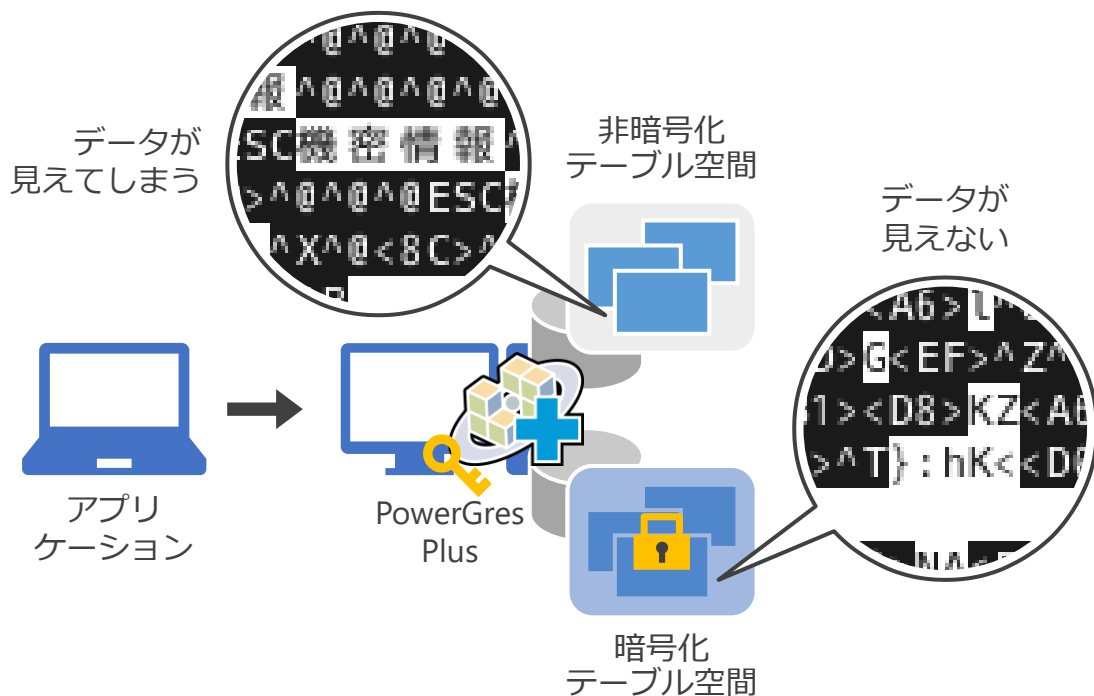 ^@^@^@
報^@^@^@^@
ESC機密情報^
>^@^@^@ESC
^X^@<8C>^
データが
見えてしまう
非暗号化
テーブル空間
データが
見えない
<A6>l^
D>G<EF>^Z^
1><D8>KZ<A6
>^T}:hK<<D
アプリ
ケーション
PowerGres
Plus
暗号化
テーブル空間